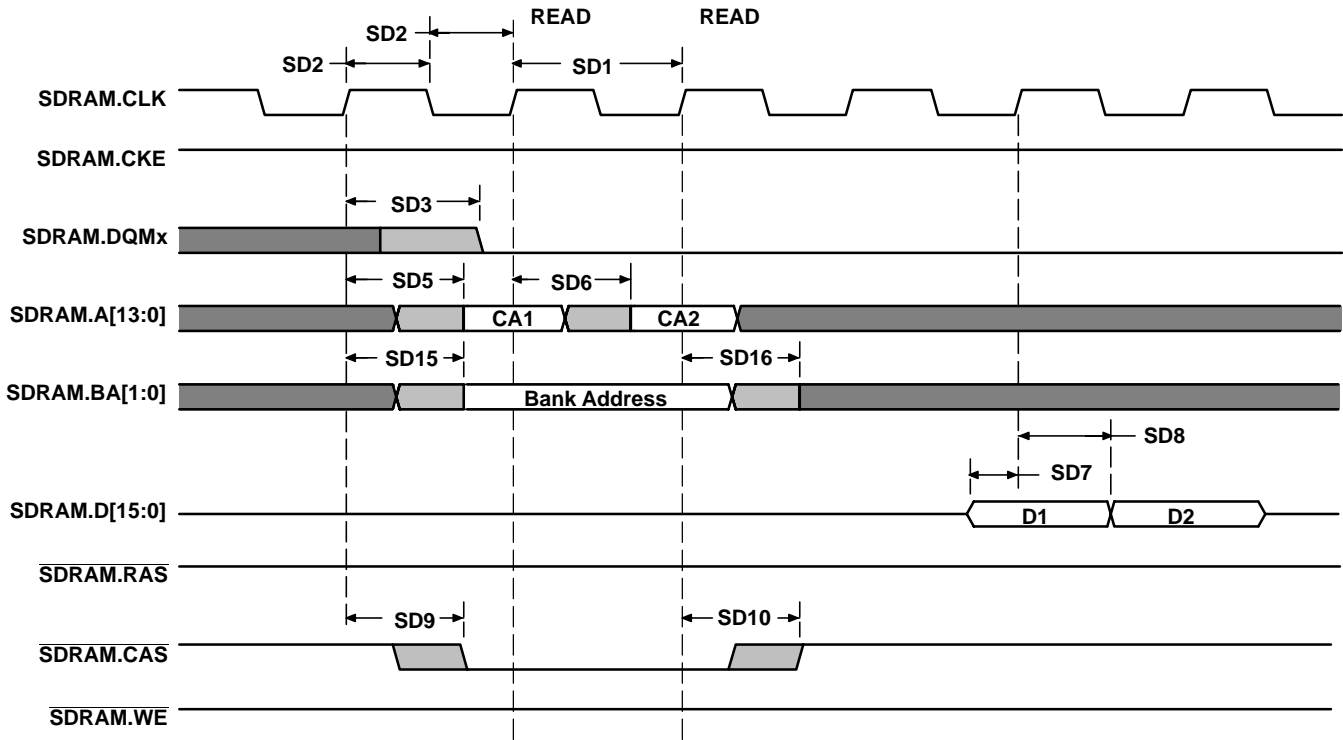 READ READ
SD2
SD2 SD1
SDRAM.CLK
SDRAM.CKE
SD3
SDRAM.DQMx
SD5 SD6
SDRAM.A[13:0] CA1 CA2
SD15 SD16
SDRAM.BA[1:0] Bank Address
SD8
SD7
SDRAM.D[15:0] D1 D2
SDRAM.RAS
SD9 SD10
SDRAM.CAS
SDRAM.WE